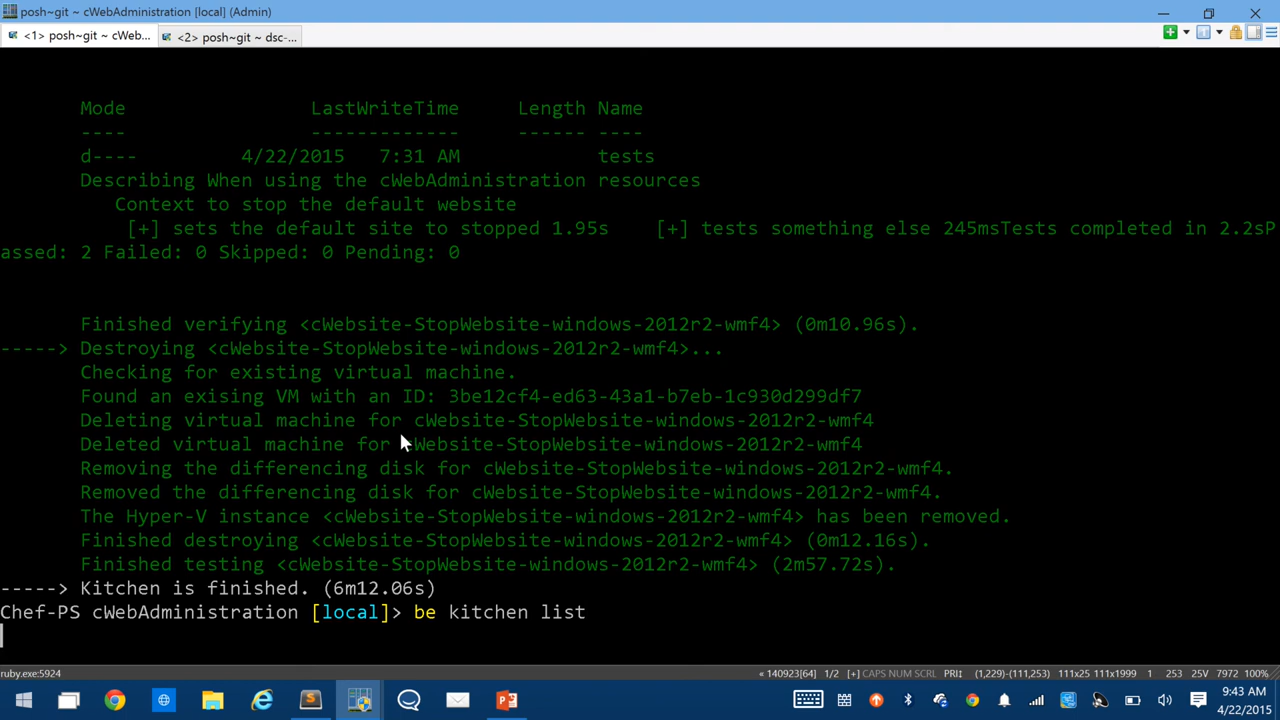 posh~git ~ cWebAdministration [local] (Admin)
<1> posh~git ~ cWeb... <2> posh~git ~ dsc-...
Mode LastWriteTime Length Name
---- ------------- ------ ----
d---- 4/22/2015 7:31 AM tests
Describing When using the cWebAdministration resources
Context to stop the default website
[+] sets the default site to stopped 1.95s [+] tests something else 245msTests completed in 2.2sP
assed: 2 Failed: 0 Skipped: 0 Pending: 0
Finished verifying <cWebsite-StopWebsite-windows-2012r2-wmf4> (0m10.96s).
-----> Destroying <cWebsite-StopWebsite-windows-2012r2-wmf4>...
Checking for existing virtual machine.
Found an exising VM with an ID: 3be12cf4-ed63-43a1-b7eb-1c930d299df7
Deleting virtual machine for cWebsite-StopWebsite-windows-2012r2-wmf4
Deleted virtual machine for cWebsite-StopWebsite-windows-2012r2-wmf4
Removing the differencing disk for cWebsite-StopWebsite-windows-2012r2-wmf4.
Removed the differencing disk for cWebsite-StopWebsite-windows-2012r2-wmf4.
The Hyper-V instance <cWebsite-StopWebsite-windows-2012r2-wmf4> has been removed.
Finished destroying <cWebsite-StopWebsite-windows-2012r2-wmf4> (0m12.16s).
Finished testing <cWebsite-StopWebsite-windows-2012r2-wmf4> (2m57.72s).
-----> Kitchen is finished. (6m12.06s)
Chef-PS cWebAdministration [local]> be kitchen list
ruby.exe:5924 « 140923[64] 1/2 [+] CAPS NUM SCRL PRI↕ (1,229)-(111,253) 111x25 111x1999 1 253 25V 7972 100%
9:43 AM
4/22/2015